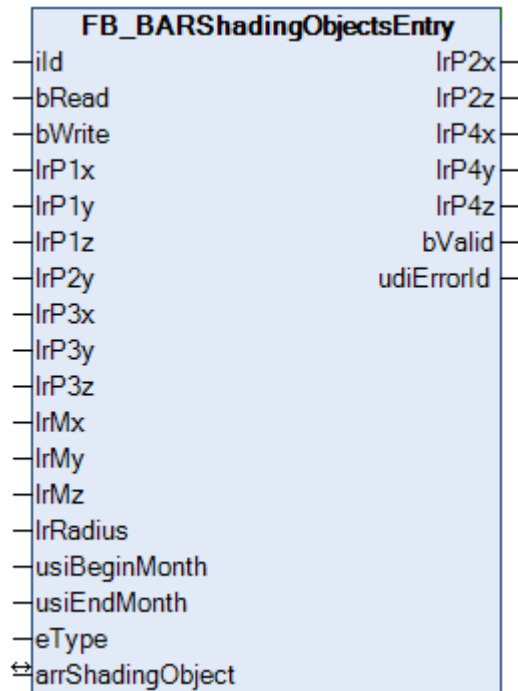 FB_BARShadingObjectsEntry
iId lrP2x
bRead lrP2z
bWrite lrP4x
lrP1x lrP4y
lrP1y lrP4z
lrP1z bValid
lrP2y udiErrorId
lrP3x
lrP3y
lrP3z
lrMx
lrMy
lrMz
lrRadius
usiBeginMonth
usiEndMonth
eType
arrShadingObject